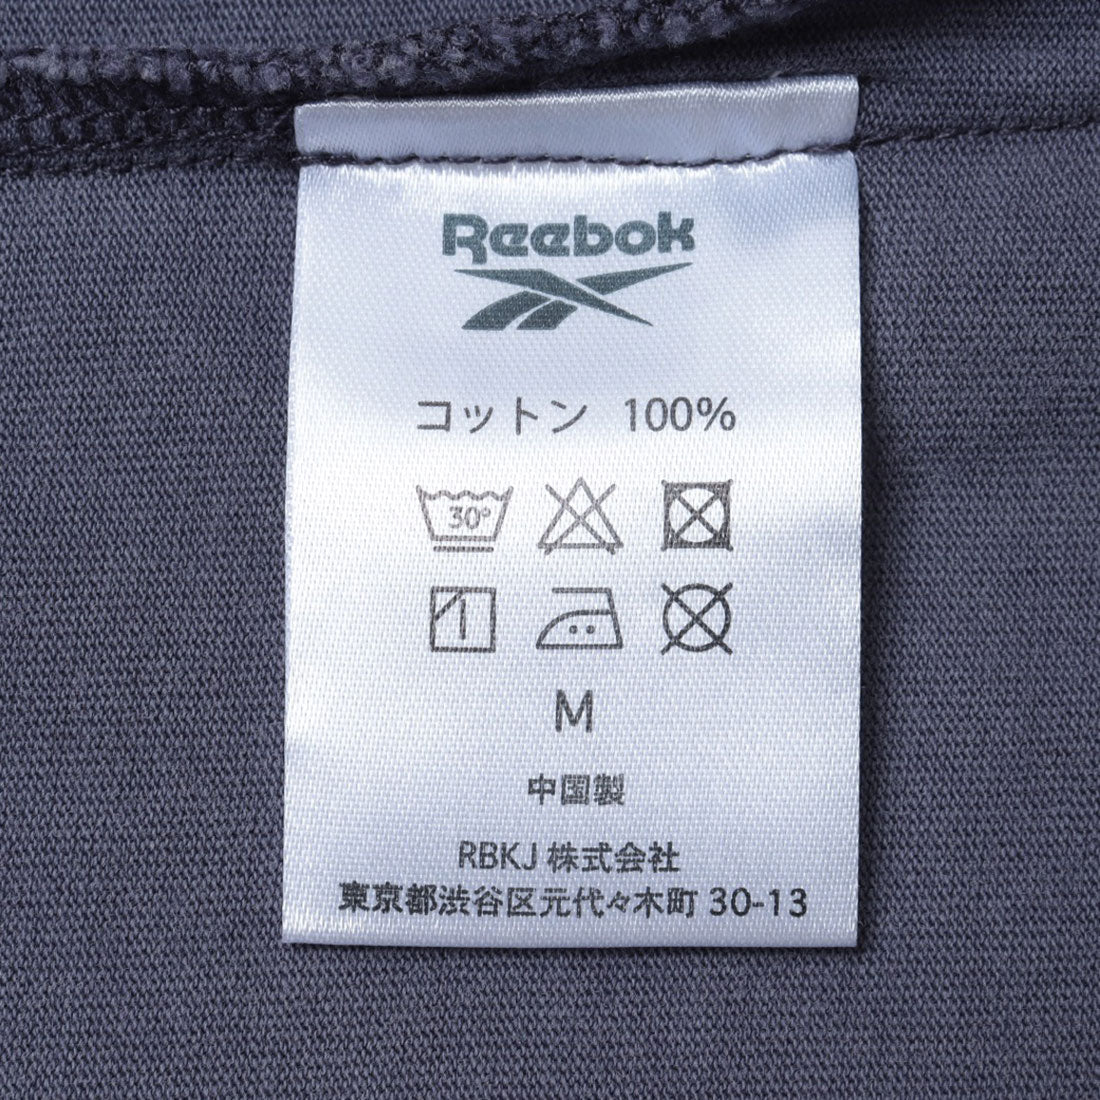 Reebok
コットン 100%
30°
M
中国製
RBKJ 株式会社
東京都渋谷区元代々木町 30-13